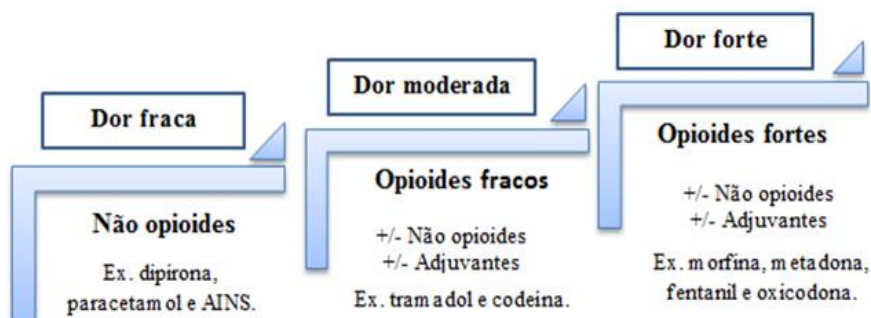 Dor fraca
Não opioides
Ex. dipirona,
paracetamol e AINS.
Dor moderada
Opioides fracos
+/- Não opioides
+/- Adjuvantes
Ex. tramadol e codeína.
Dor forte
Opioides fortes
+/- Não opioides
+/- Adjuvantes
Ex. morfina, metadona,
fentanil e oxicodona.